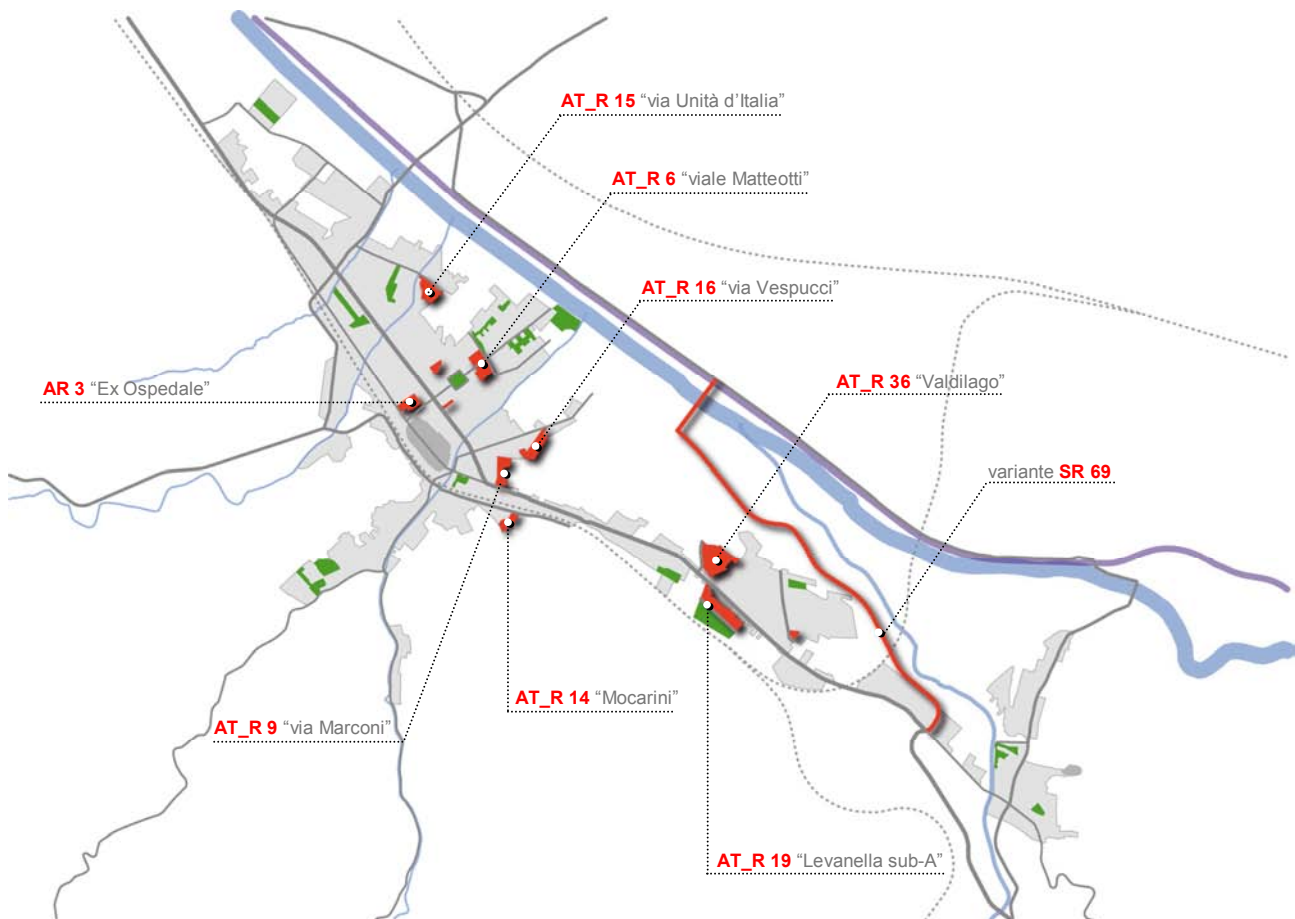 AT_R 15 “via Unità d’Italia”
AT_R 6 “viale Matteotti”
AT_R 16 “via Vespucci”
AR 3 “Ex Ospedale”
AT_R 36 “Valdilago”
variante SR 69
AT_R 14 “Mocarini”
AT_R 9 “via Marconi”
AT_R 19 “Levanella sub-A”